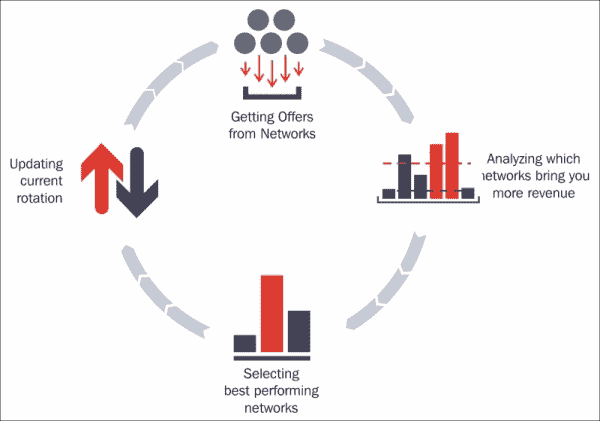 Getting Offers
from Networks
Analyzing which
networks bring you
more revenue
Selecting
best performing
networks
Updating
current
rotation